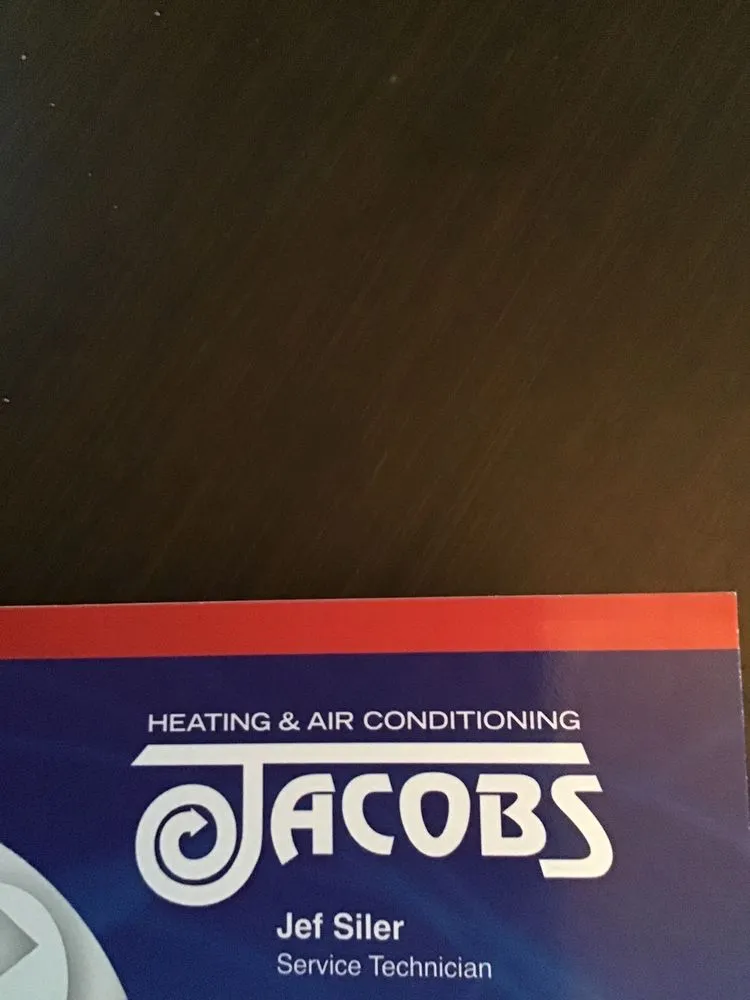 HEATING & AIR CONDITIONING
JACOBS
Jef Siler
Service Technician